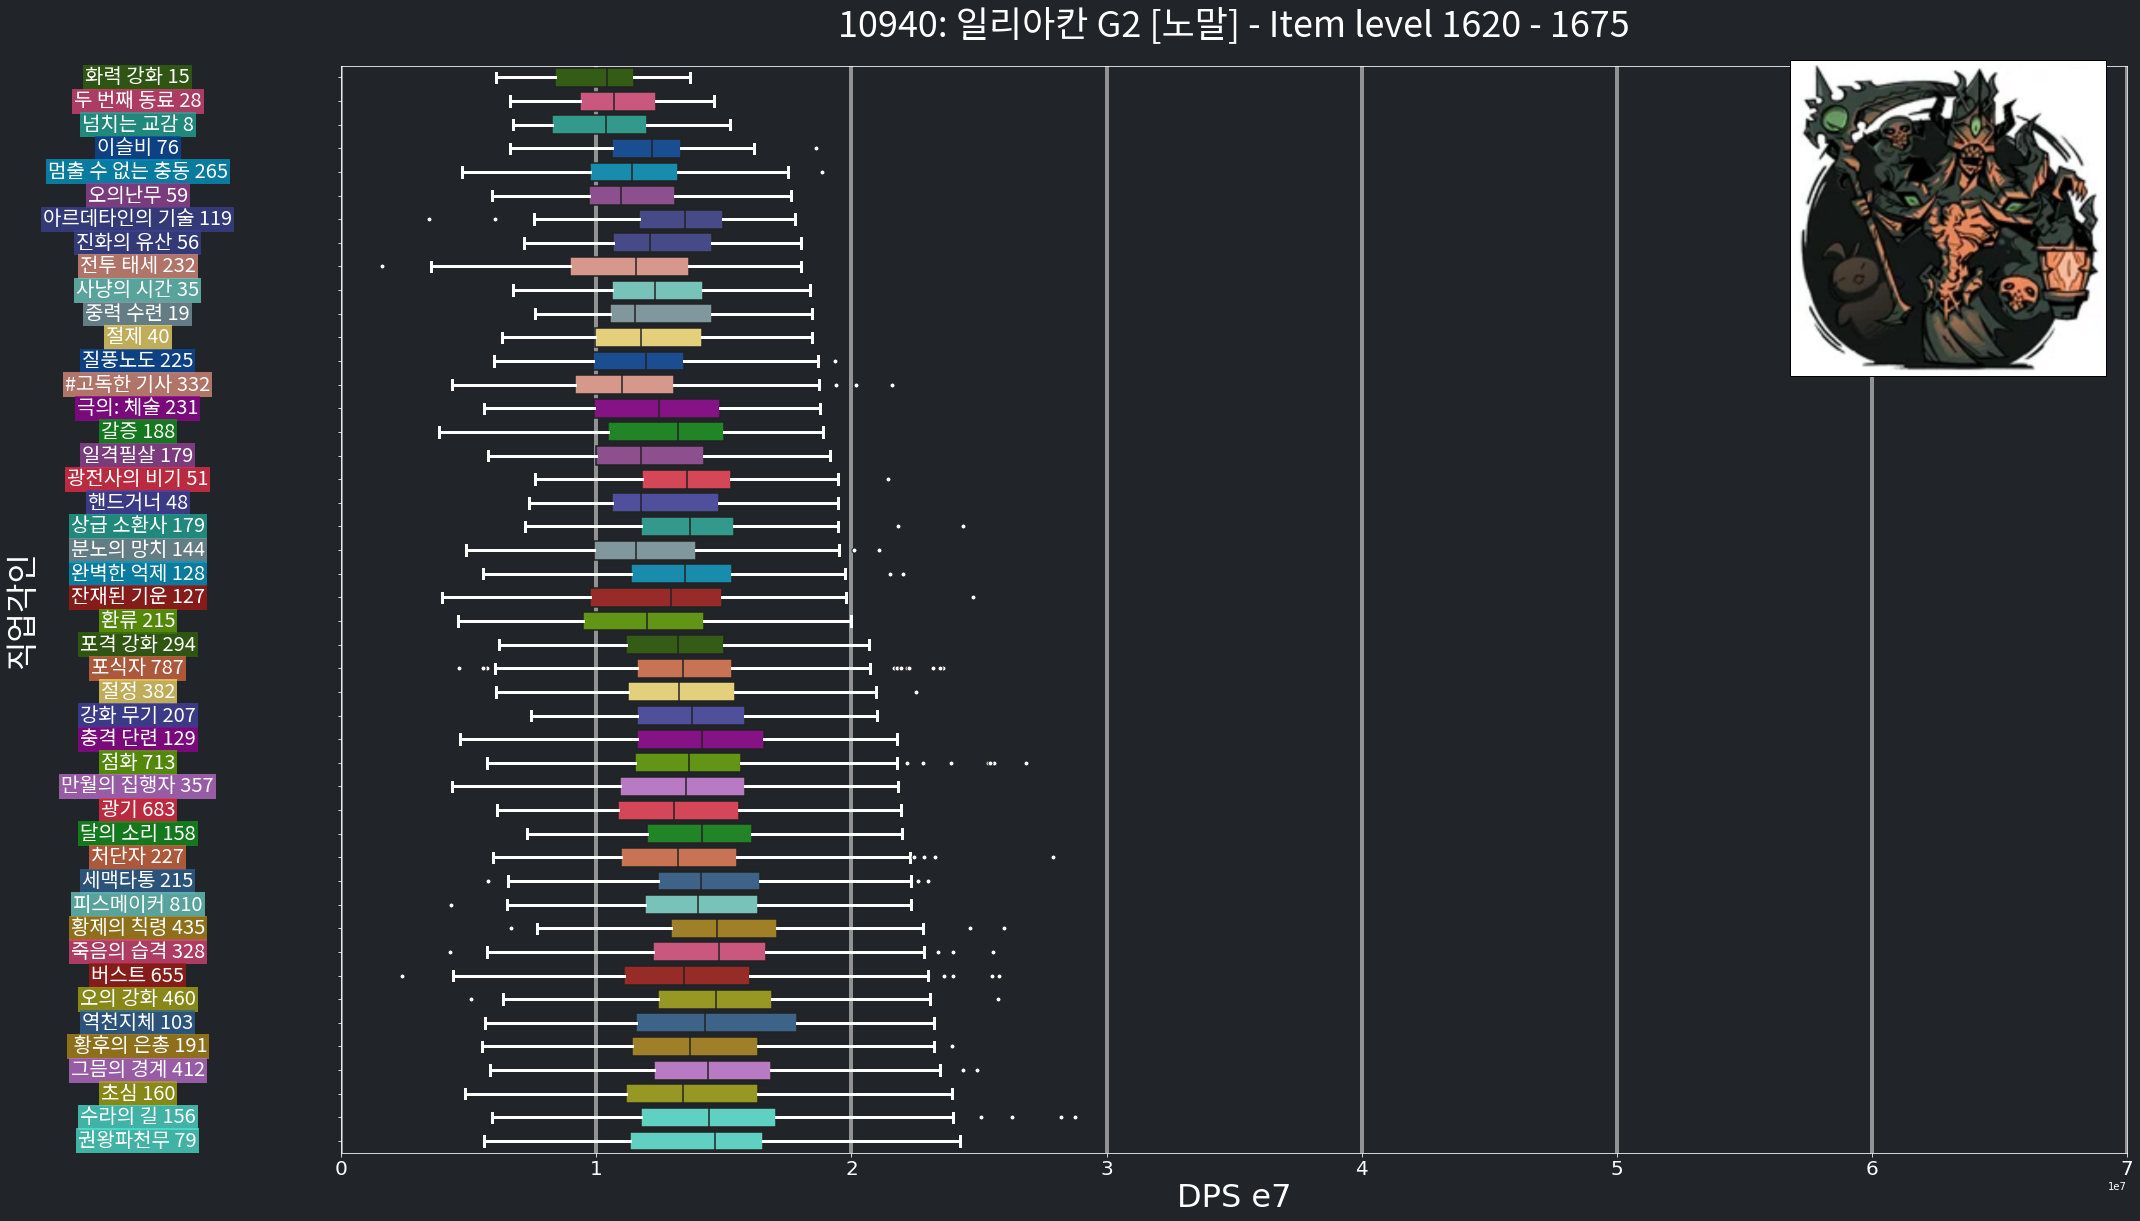 10940: 일리아칸 G2 [노말] - Item level 1620 - 1675
직업각인
화력 강화 15
두 번째 동료 28
넘치는 교감 8
이슬비 76
멈출 수 없는 충동 265
오의난무 59
아르데타인의 기술 119
진화의 유산 56
전투 태세 232
사냥의 시간 35
중력 수련 19
절제 40
질풍노도 225
#고독한 기사 332
극의: 체술 231
갈증 188
일격필살 179
광전사의 비기 51
핸드거너 48
상급 소환사 179
분노의 망치 144
완벽한 억제 128
잔재된 기운 127
환류 215
포격 강화 294
포식자 787
절정 382
강화 무기 207
충격 단련 129
점화 713
만월의 집행자 357
광기 683
달의 소리 158
처단자 227
세맥타통 215
피스메이커 810
황제의 칙령 435
죽음의 습격 328
버스트 655
오의 강화 460
역천지체 103
황후의 은총 191
그믐의 경계 412
초심 160
수라의 길 156
권왕파천무 79
0 1 2 3 4 5 6 7
1e7
DPS e7